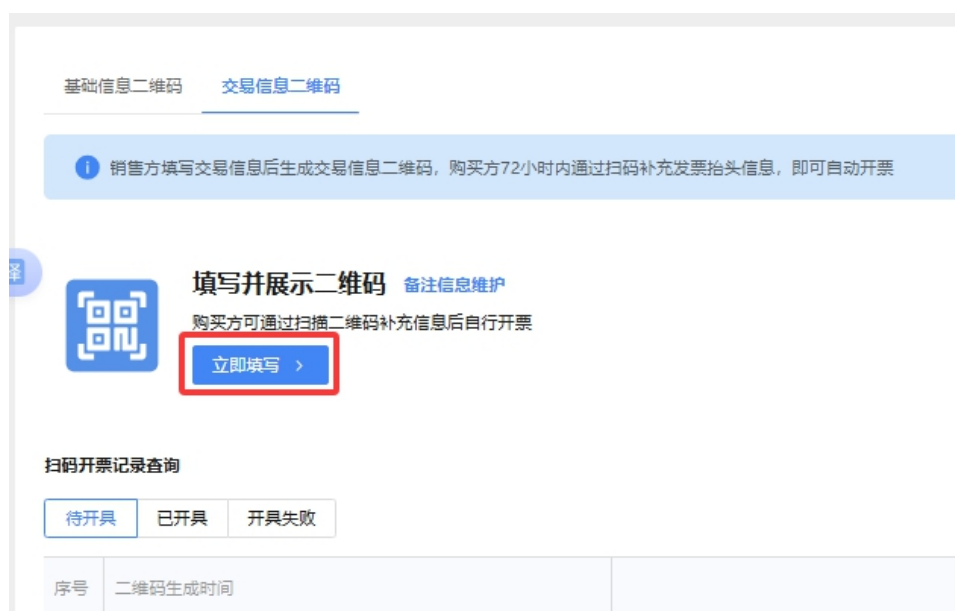 基础信息二维码 交易信息二维码
销售方填写交易信息后生成交易信息二维码，购买方72小时内通过扫码补充发票抬头信息，即可自动开票
译
填写并展示二维码 备注信息维护
购买方可通过扫描二维码补充信息后自行开票
立即填写 >
扫码开票记录查询
待开具 已开具 开具失败
序号 二维码生成时间